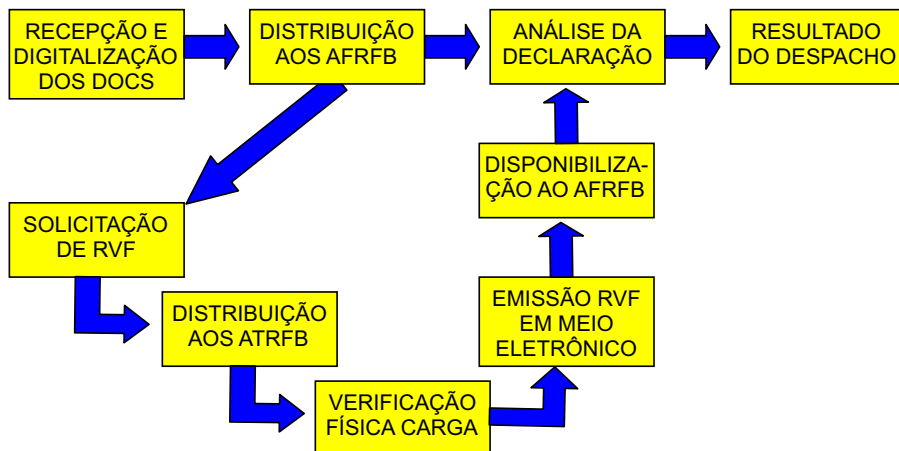 RECEPÇÃO E
DIGITALIZAÇÃO
DOS DOCS
DISTRIBUIÇÃO
AOS AFRFB
ANÁLISE DA
DECLARAÇÃO
RESULTADO
DO DESPACHO
DISPONIBILIZA-
ÇÃO AO AFRFB
SOLICITAÇÃO
DE RVF
DISTRIBUIÇÃO
AOS ATRFB
EMISSÃO RVF
EM MEIO
ELETRÔNICO
VERIFICAÇÃO
FÍSICA CARGA